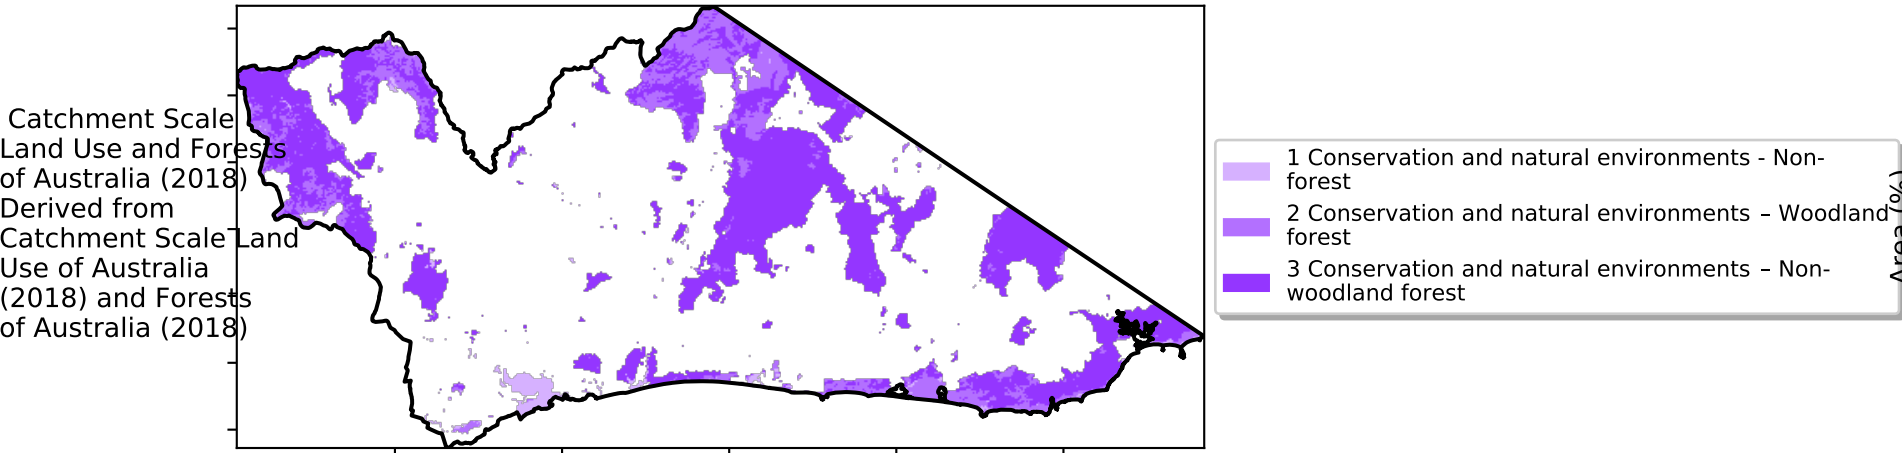 Catchment Scale
Land Use and Forests
of Australia (2018)
Derived from
Catchment Scale Land
Use of Australia
(2018) and Forests
of Australia (2018)
1 Conservation and natural environments - Non-
forest
2 Conservation and natural environments – Woodland
forest
3 Conservation and natural environments – Non-
woodland forest